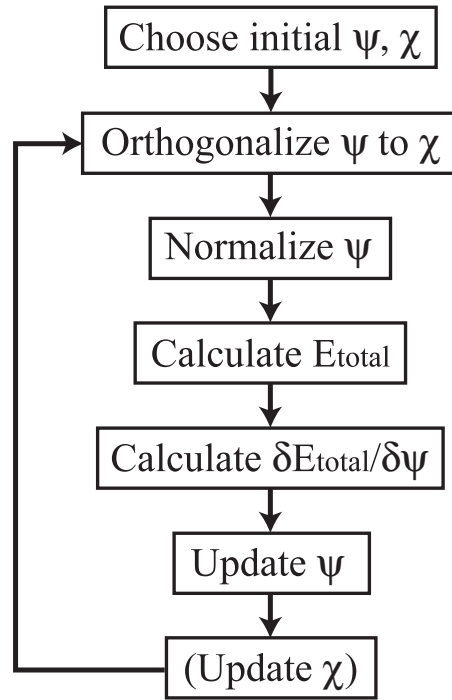 Choose initial ψ, χ
Orthogonalize ψ to χ
Normalize ψ
Calculate Etotal
Calculate δEtotal/δψ
Update ψ
(Update χ)